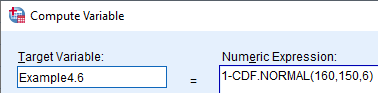 Compute Variable
Target Variable: Numeric Expression:
Example4.6 = 1-CDF.NORMAL(160,150,6)